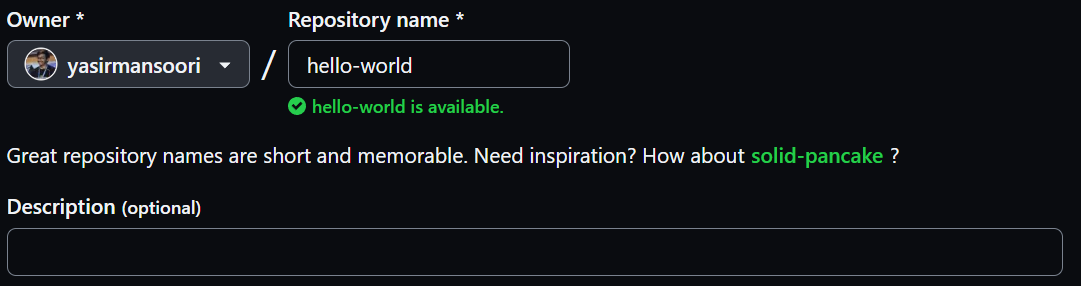 Owner * Repository name *
yasirmansoori / hello-world
hello-world is available.
Great repository names are short and memorable. Need inspiration? How about solid-pancake ?
Description (optional)